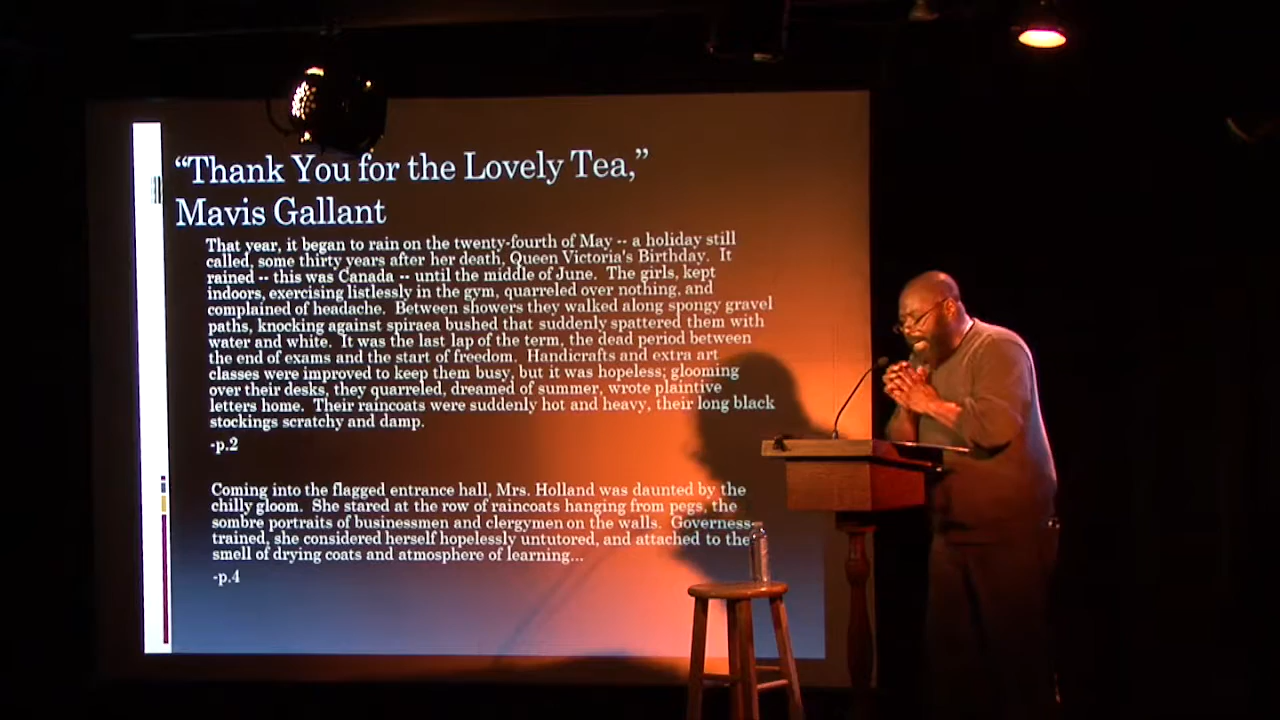 “Thank You for the Lovely Tea,”
Mavis Gallant
That year, it began to rain on the twenty-fourth of May -- a holiday still
called, some thirty years after her death, Queen Victoria's Birthday. It
rained -- this was Canada -- until the middle of June. The girls, kept
indoors, exercising listlessly in the gym, quarreled over nothing, and
complained of headache. Between showers they walked along spongy gravel
paths, knocking against spiraea bushed that suddenly spattered them with
water and white. It was the last lap of the term, the dead period between
the end of exams and the start of freedom. Handicrafts and extra art
classes were improved to keep them busy, but it was hopeless; glooming
over their desks, they quarreled, dreamed of summer, wrote plaintive
letters home. Their raincoats were suddenly hot and heavy, their long black
stockings scratchy and damp.
-p.2
Coming into the flagged entrance hall, Mrs. Holland was daunted by the
chilly gloom. She stared at the row of raincoats hanging from pegs, the
sombre portraits of businessmen and clergymen on the walls. Governess-
trained, she considered herself hopelessly untutored, and attached to the
smell of drying coats and atmosphere of learning...
-p.4